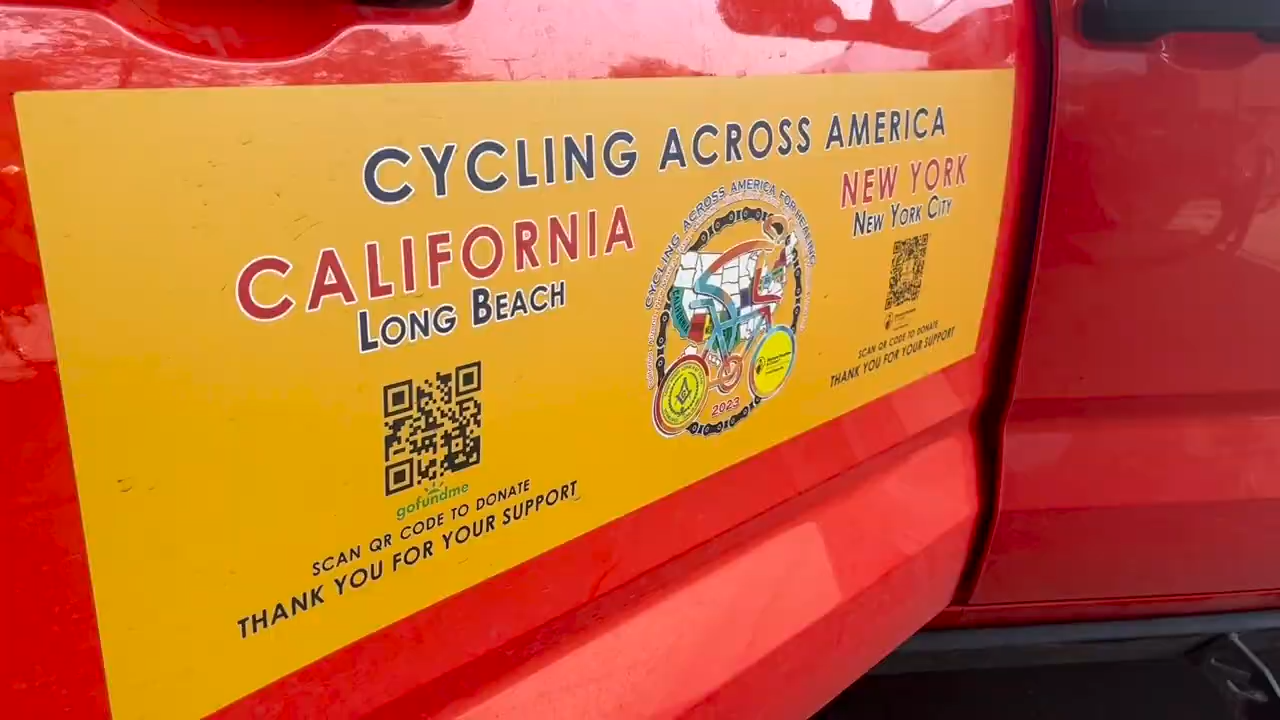 CYCLING ACROSS AMERICA
CALIFORNIA
LONG BEACH
gofundme
SCAN QR CODE TO DONATE
THANK YOU FOR YOUR SUPPORT
CYCLING ACROSS AMERICA FOR HEALING
2023
NEW YORK
NEW YORK CITY
SCAN QR CODE TO DONATE
THANK YOU FOR YOUR SUPPORT